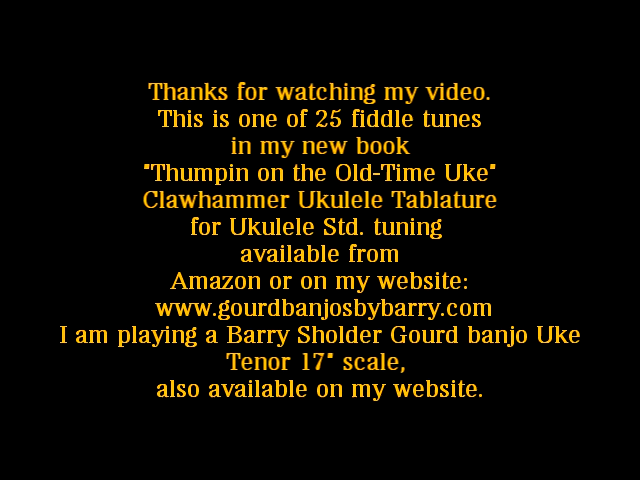 Thanks for watching my video.
This is one of 25 fiddle tunes
in my new book
"Thumpin on the Old-Time Uke"
Clawhammer Ukulele Tablature
for Ukulele Std. tuning
available from
Amazon or on my website:
www.gourdbanjosbybarry.com
I am playing a Barry Sholder Gourd banjo Uke
Tenor 17" scale,
also available on my website.